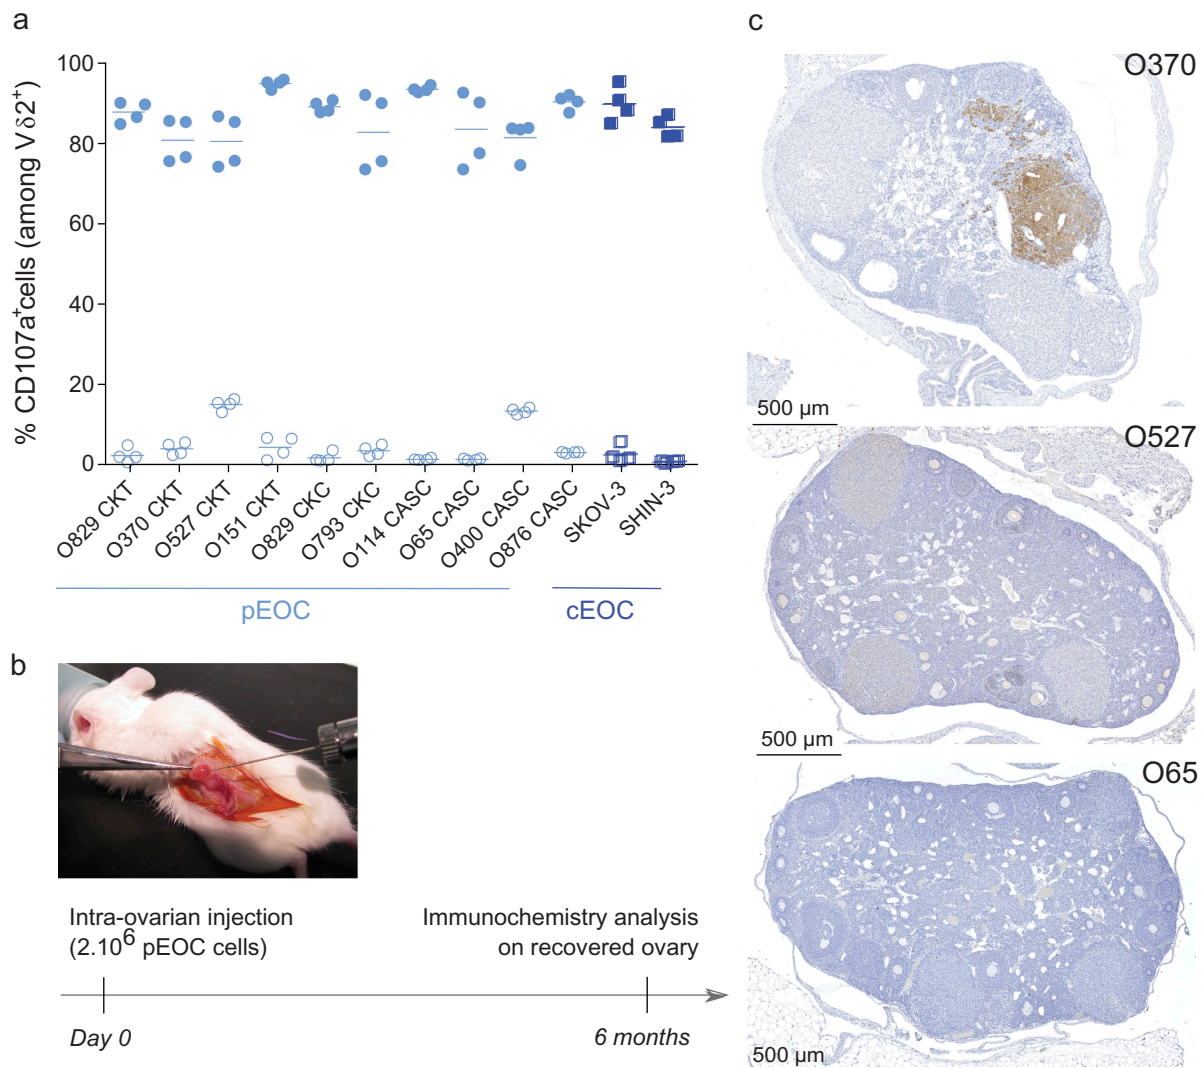 a
% CD107a⁺cells (among Vδ2⁺)
100
80
60
40
20
0
O829 CKT
O370 CKT
O527 CKT
O151 CKT
O829 CKC
O793 CKC
O114 CASC
O65 CASC
O400 CASC
O876 CASC
SKOV-3
SHIN-3
pEOC
cEOC
b
Intra-ovarian injection
(2.10⁶ pEOC cells)
Immunochemistry analysis
on recovered ovary
Day 0
6 months
c
O370
500 µm
O527
500 µm
O65
500 µm